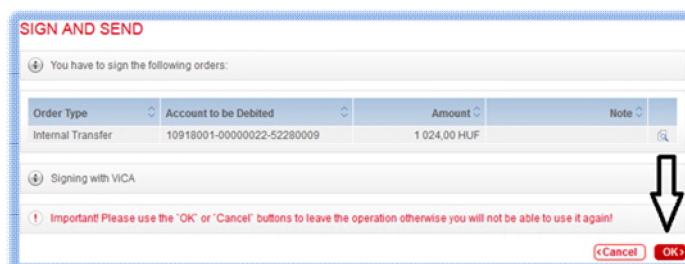 SIGN AND SEND
You have to sign the following orders:
Order Type Account to be Debited Amount Note
Internal Transfer 10918001-00000022-52280009 1 024,00 HUF
Signing with ViCA
Important! Please use the "OK" or "Cancel" buttons to leave the operation otherwise you will not be able to use it again!
Cancel OK